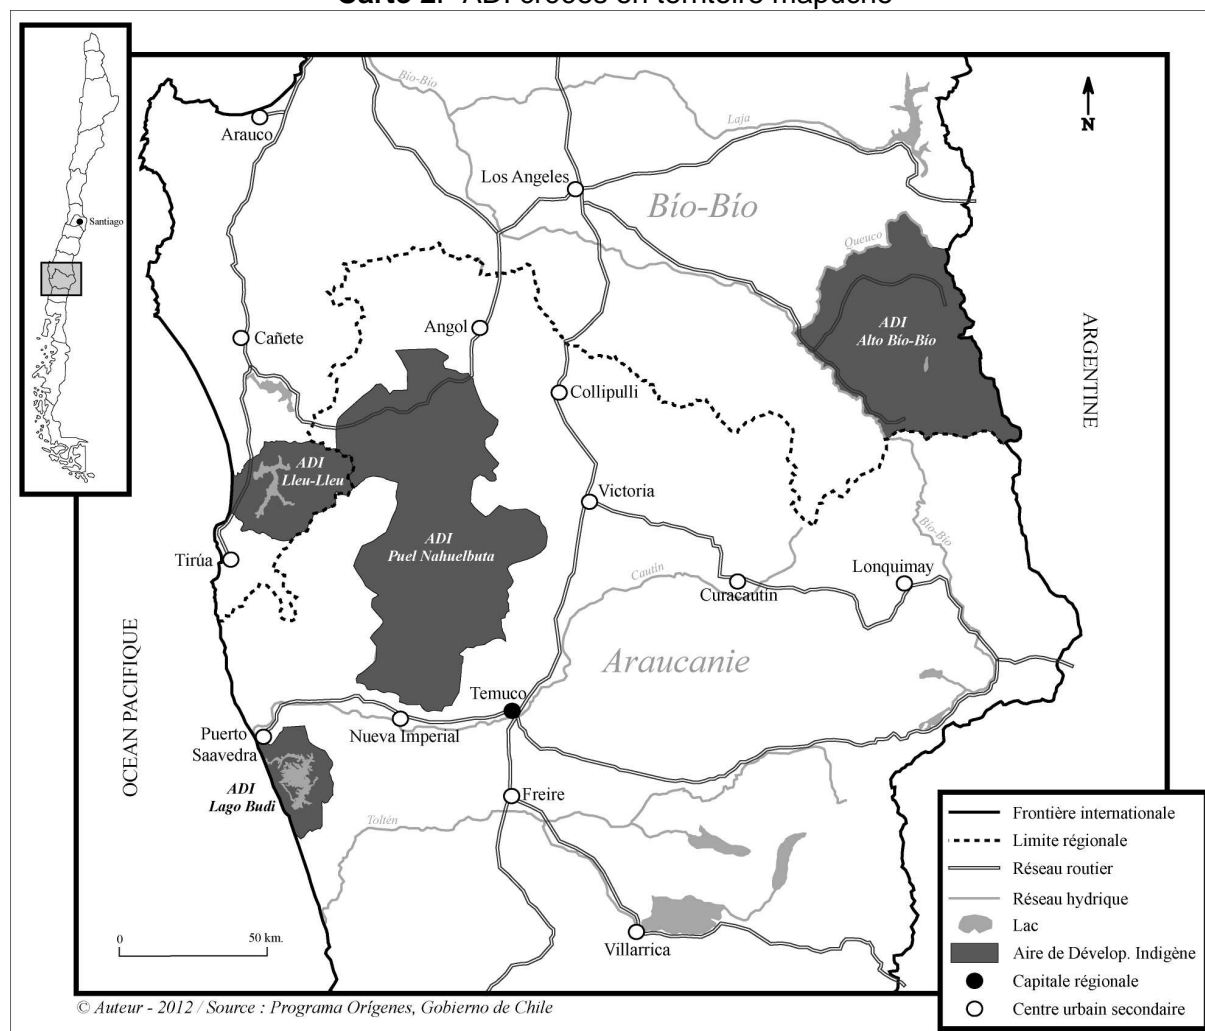 Carte 2. ADI créées en territoire mapuche
Santiago
N
Bío-Bío
Laja
Arauco
Los Angeles
Bío-Bío
Queuco
ADI
Alto Bío-Bío
ARGENTINE
Angol
Cañete
Collipulli
ADI
Lleu-Lleu
Victoria
ADI
Puel Nahuelbuta
Bío-Bío
Tirúa
Cautín
Curacautín
Lonquimay
OCEAN PACIFIQUE
Araucanie
Temuco
Puerto
Saavedra
Nueva Imperial
ADI
Lago Budi
Freire
Toltén
Villarrica
0 50 km.
Frontière internationale
Limite régionale
Réseau routier
Réseau hydrique
Lac
Aire de Dévelop. Indigène
Capitale régionale
Centre urbain secondaire
© Auteur - 2012 / Source : Programa Orígenes, Gobierno de Chile